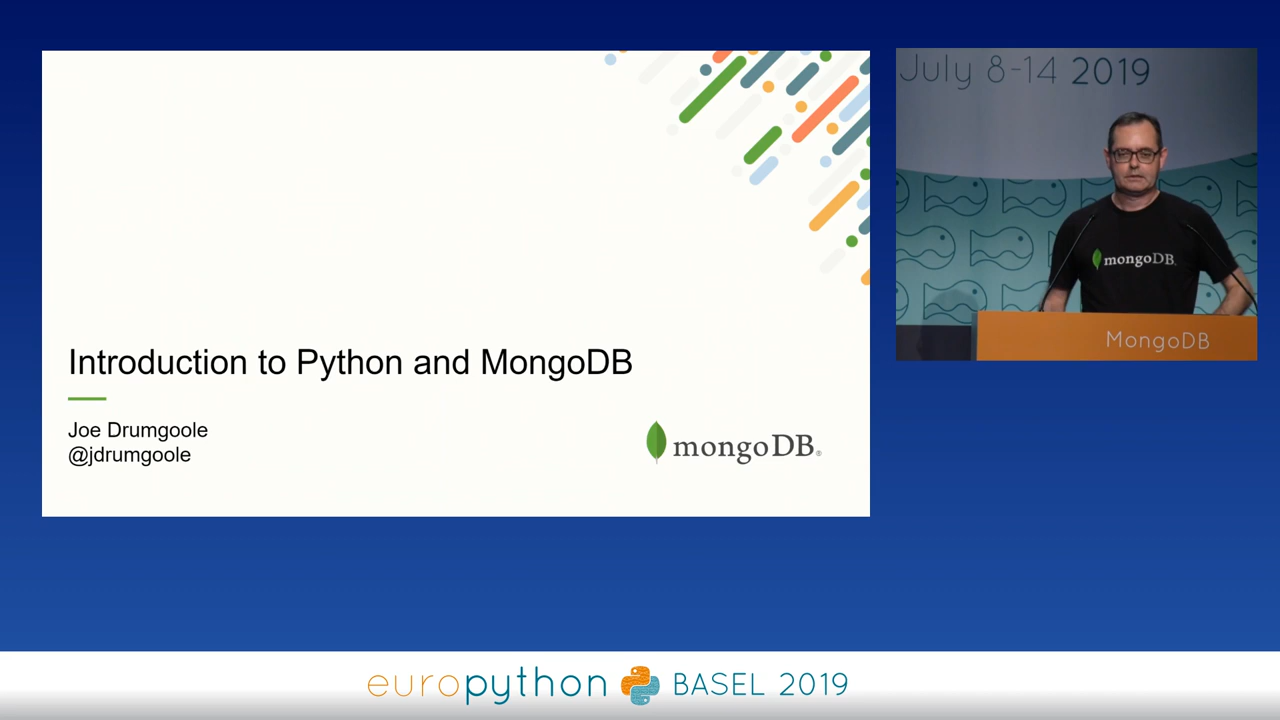 July 8-14 2019
mongoDB.
MongoDB
Introduction to Python and MongoDB
Joe Drumgoole
@jdrumgoole
mongoDB®
europython BASEL 2019